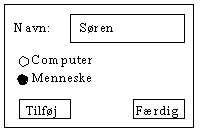 Navn: Søren
Computer
Menneske
Tilføj Færdig